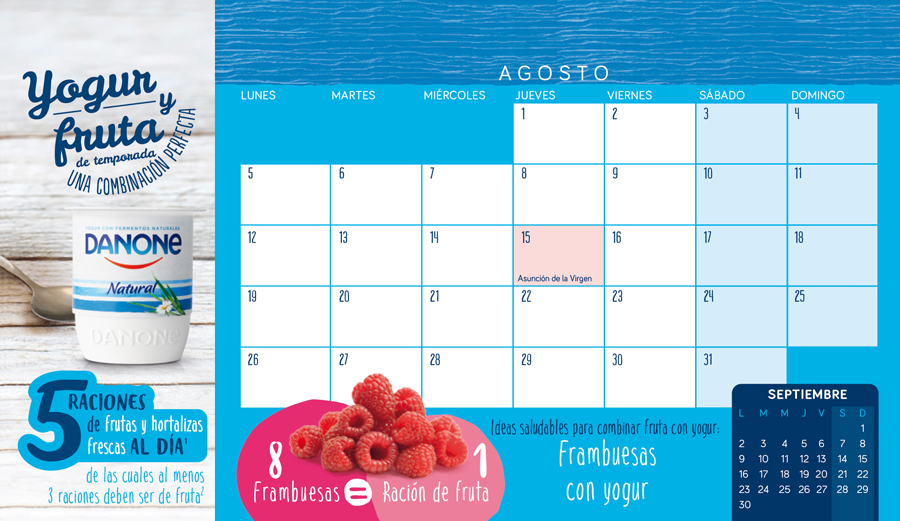 Yogur y
fruta
de temporada
UNA COMBINACIÓN PERFECTA
YOGUR CON FERMENTOS NATURALES
DANONE
Natural
DANONE
5 RACIONES
de frutas y hortalizas
frescas AL DÍA¹
de las cuales al menos
3 raciones deben ser de fruta²
AGOSTO
LUNES MARTES MIÉRCOLES JUEVES VIERNES SÁBADO DOMINGO
1 2 3 4
5 6 7 8 9 10 11
12 13 14 15 16 17 18
Asunción de la Virgen
19 20 21 22 23 24 25
26 27 28 29 30 31
8 Frambuesas = 1 Ración de fruta
Ideas saludables para combinar fruta con yogur:
Frambuesas
con yogur
SEPTIEMBRE
L M M J V S D
1
2 3 4 5 6 7 8
9 10 11 12 13 14 15
16 17 18 19 20 21 22
23 24 25 26 27 28 29
30